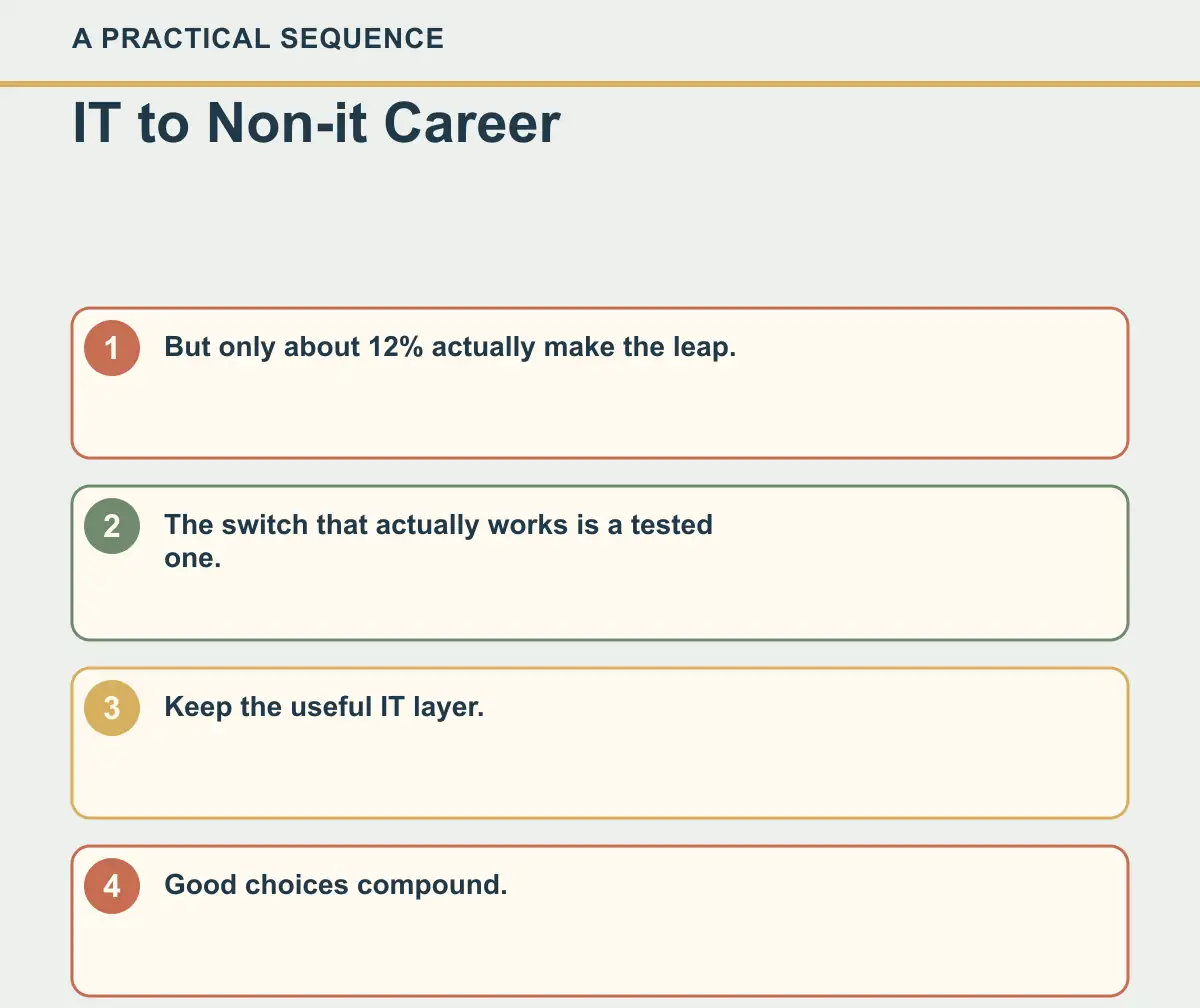 A PRACTICAL SEQUENCE
IT to Non-it Career
1
But only about 12% actually make the leap.
2
The switch that actually works is a tested
one.
3
Keep the useful IT layer.
4
Good choices compound.